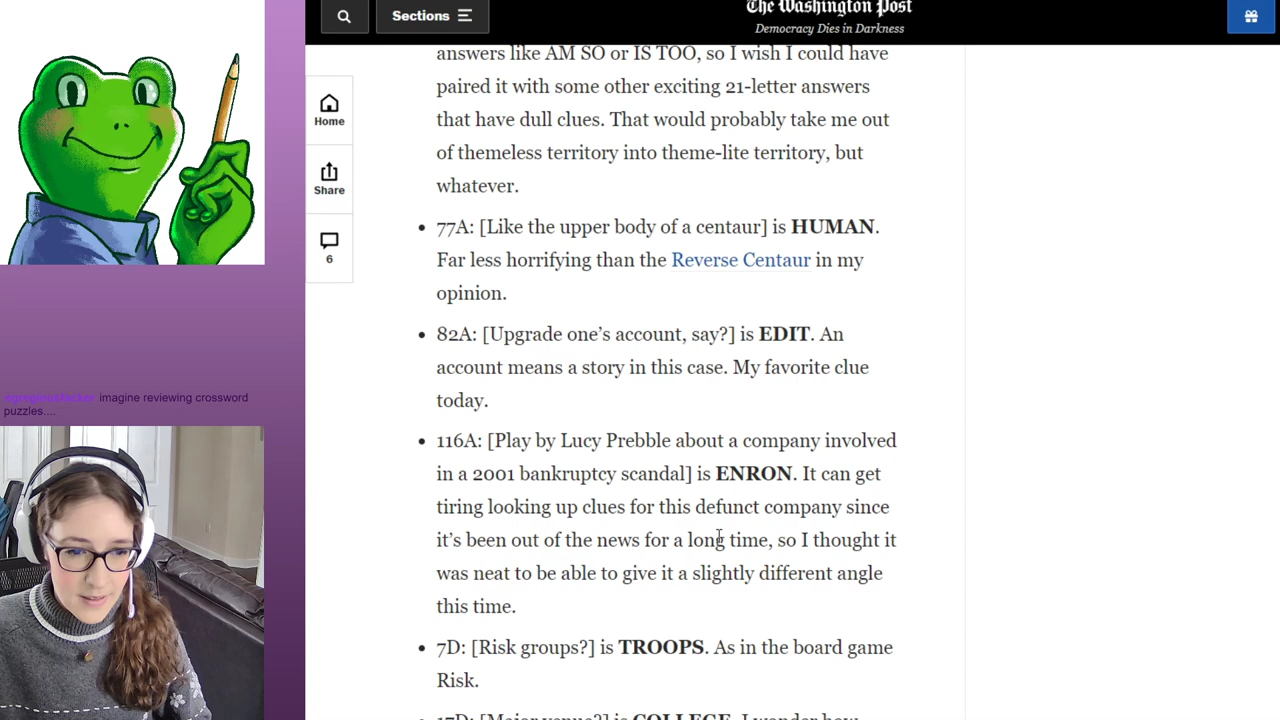 Sections
The Washington Post
Democracy Dies in Darkness
Home
Share
6
answers like AM SO or IS TOO, so I wish I could have
paired it with some other exciting 21-letter answers
that have dull clues. That would probably take me out
of themeless territory into theme-lite territory, but
whatever.
• 77A: [Like the upper body of a centaur] is HUMAN.
Far less horrifying than the Reverse Centaur in my
opinion.
• 82A: [Upgrade one’s account, say?] is EDIT. An
account means a story in this case. My favorite clue
today.
• 116A: [Play by Lucy Prebble about a company involved
in a 2001 bankruptcy scandal] is ENRON. It can get
tiring looking up clues for this defunct company since
it’s been out of the news for a long time, so I thought it
was neat to be able to give it a slightly different angle
this time.
• 7D: [Risk groups?] is TROOPS. As in the board game
Risk.
• 17D: [Major venue?] is COLLEGE. I wonder how
imagine reviewing crossword
puzzles....